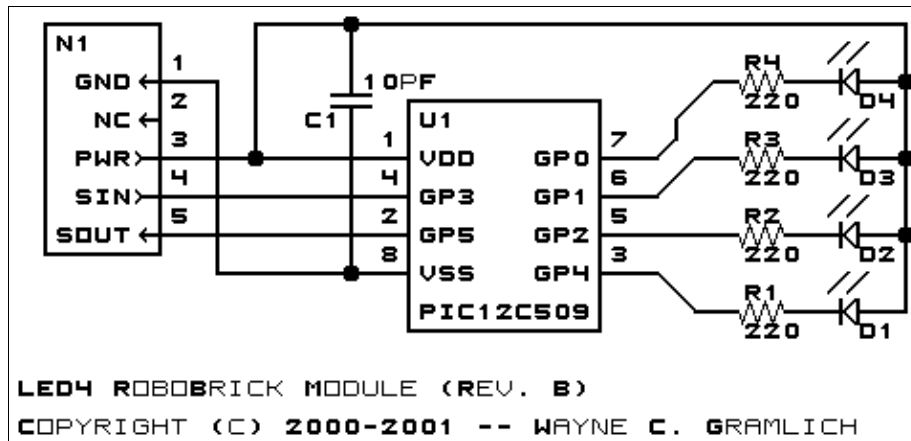 N1
1
GND
2
NC
3
PWR
4
SIN
5
SOUT
10PF
C1
U1
1
VDD
4
GP3
2
GP5
8
VSS
GP0
7
GP1
6
GP2
5
GP4
3
PIC12C509
R4
220
D4
R3
220
D3
R2
220
D2
R1
220
D1
LED4 ROBOBRICK MODULE (REV. B)
COPYRIGHT (C) 2000-2001 -- WAYNE C. GRAMLICH